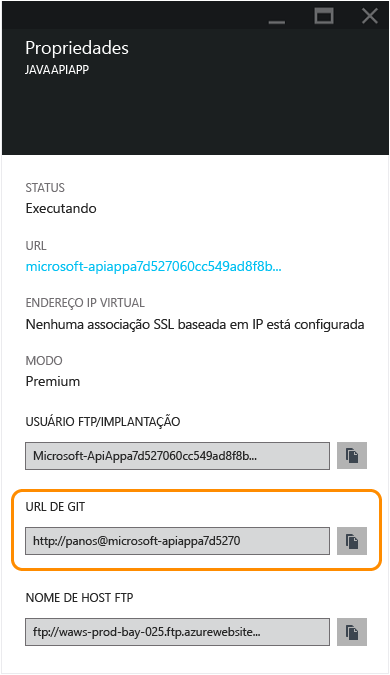 Propriedades
JAVAAPIAPP
STATUS
Executando
URL
microsoft-apiappa7d527060cc549ad8f8b...
ENDEREÇO IP VIRTUAL
Nenhuma associação SSL baseada em IP está configurada
MODO
Premium
USUÁRIO FTP/IMPLANTAÇÃO
Microsoft-ApiAppa7d527060cc549ad8f8b...
URL DE GIT
http://panos@microsoft-apiappa7d5270
NOME DE HOST FTP
ftp://waws-prod-bay-025.ftp.azurewebsite...